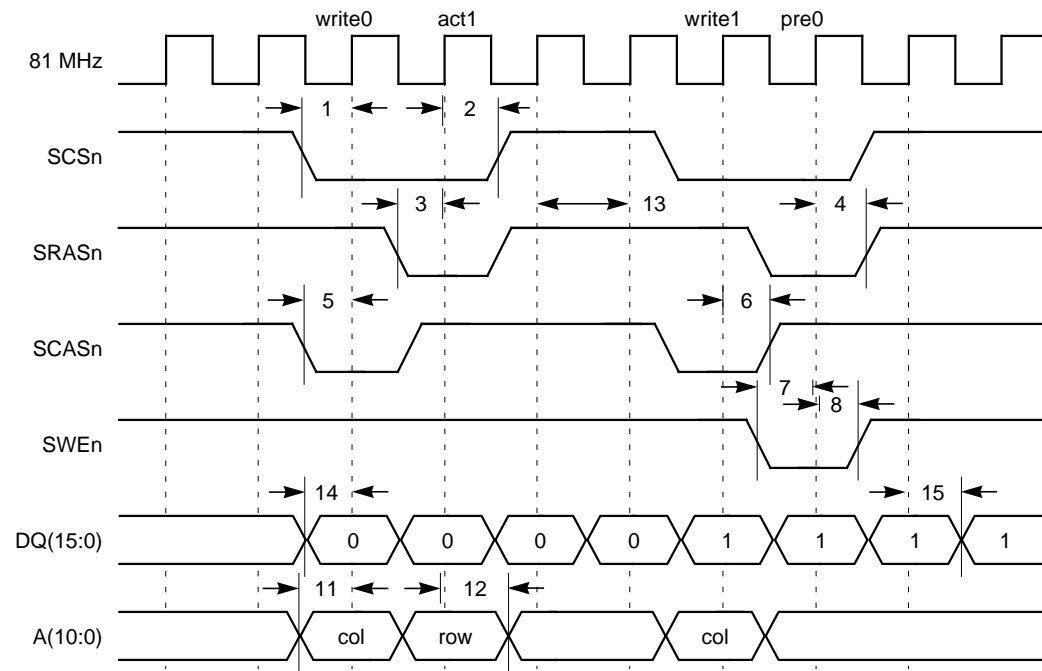 write0 act1 write1 pre0
81 MHz
1 2
SCSn
3 13 4
SRASn
5 6
SCASn
7
8
SWEn
14 15
DQ(15:0) 0 0 0 0 1 1 1 1
11 12
A(10:0) col row col